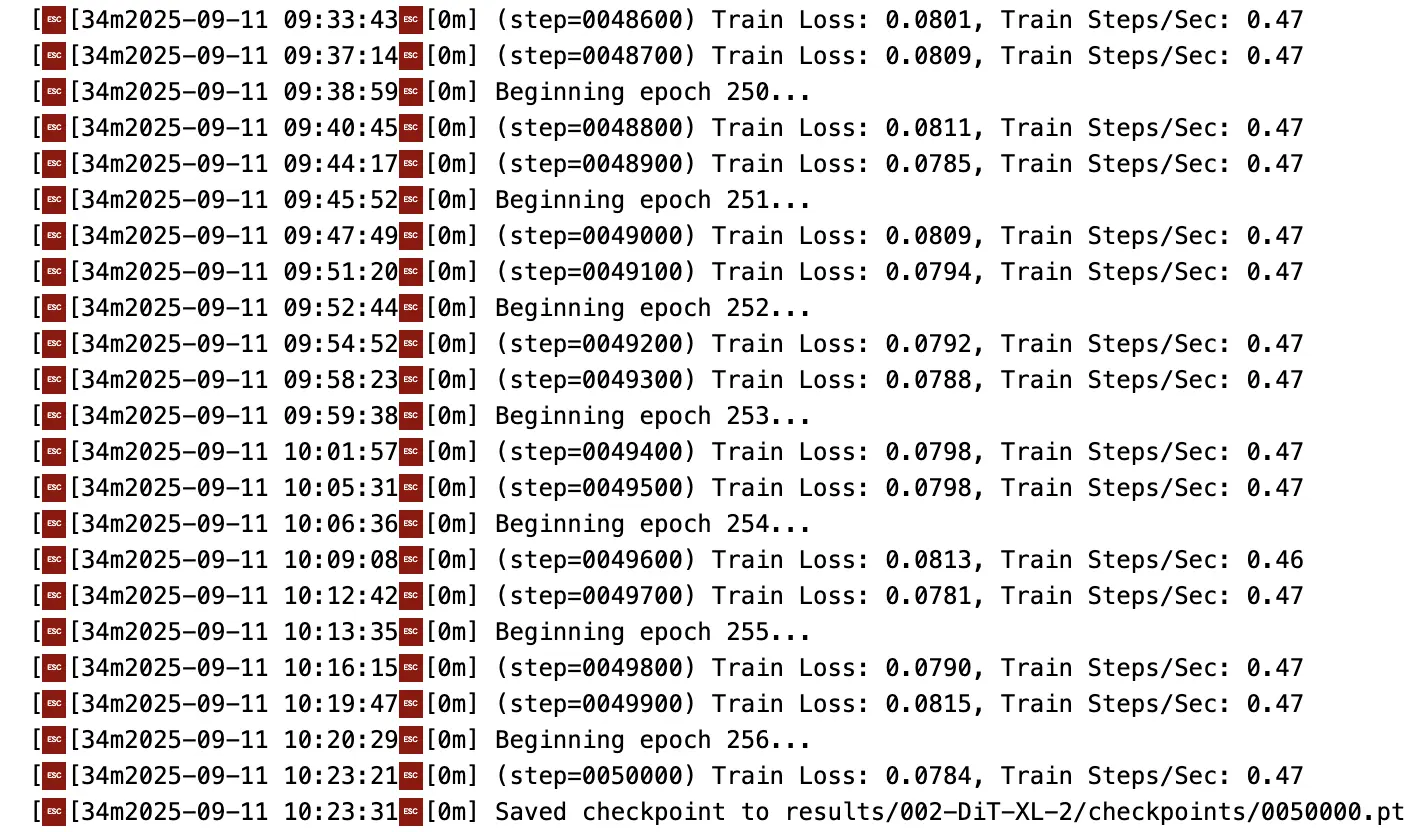 [ESC[34m2025-09-11 09:33:43ESC[0m] (step=0048600) Train Loss: 0.0801, Train Steps/Sec: 0.47
[ESC[34m2025-09-11 09:37:14ESC[0m] (step=0048700) Train Loss: 0.0809, Train Steps/Sec: 0.47
[ESC[34m2025-09-11 09:38:59ESC[0m] Beginning epoch 250...
[ESC[34m2025-09-11 09:40:45ESC[0m] (step=0048800) Train Loss: 0.0811, Train Steps/Sec: 0.47
[ESC[34m2025-09-11 09:44:17ESC[0m] (step=0048900) Train Loss: 0.0785, Train Steps/Sec: 0.47
[ESC[34m2025-09-11 09:45:52ESC[0m] Beginning epoch 251...
[ESC[34m2025-09-11 09:47:49ESC[0m] (step=0049000) Train Loss: 0.0809, Train Steps/Sec: 0.47
[ESC[34m2025-09-11 09:51:20ESC[0m] (step=0049100) Train Loss: 0.0794, Train Steps/Sec: 0.47
[ESC[34m2025-09-11 09:52:44ESC[0m] Beginning epoch 252...
[ESC[34m2025-09-11 09:54:52ESC[0m] (step=0049200) Train Loss: 0.0792, Train Steps/Sec: 0.47
[ESC[34m2025-09-11 09:58:23ESC[0m] (step=0049300) Train Loss: 0.0788, Train Steps/Sec: 0.47
[ESC[34m2025-09-11 09:59:38ESC[0m] Beginning epoch 253...
[ESC[34m2025-09-11 10:01:57ESC[0m] (step=0049400) Train Loss: 0.0798, Train Steps/Sec: 0.47
[ESC[34m2025-09-11 10:05:31ESC[0m] (step=0049500) Train Loss: 0.0798, Train Steps/Sec: 0.47
[ESC[34m2025-09-11 10:06:36ESC[0m] Beginning epoch 254...
[ESC[34m2025-09-11 10:09:08ESC[0m] (step=0049600) Train Loss: 0.0813, Train Steps/Sec: 0.46
[ESC[34m2025-09-11 10:12:42ESC[0m] (step=0049700) Train Loss: 0.0781, Train Steps/Sec: 0.47
[ESC[34m2025-09-11 10:13:35ESC[0m] Beginning epoch 255...
[ESC[34m2025-09-11 10:16:15ESC[0m] (step=0049800) Train Loss: 0.0790, Train Steps/Sec: 0.47
[ESC[34m2025-09-11 10:19:47ESC[0m] (step=0049900) Train Loss: 0.0815, Train Steps/Sec: 0.47
[ESC[34m2025-09-11 10:20:29ESC[0m] Beginning epoch 256...
[ESC[34m2025-09-11 10:23:21ESC[0m] (step=0050000) Train Loss: 0.0784, Train Steps/Sec: 0.47
[ESC[34m2025-09-11 10:23:31ESC[0m] Saved checkpoint to results/002-DiT-XL-2/checkpoints/0050000.pt